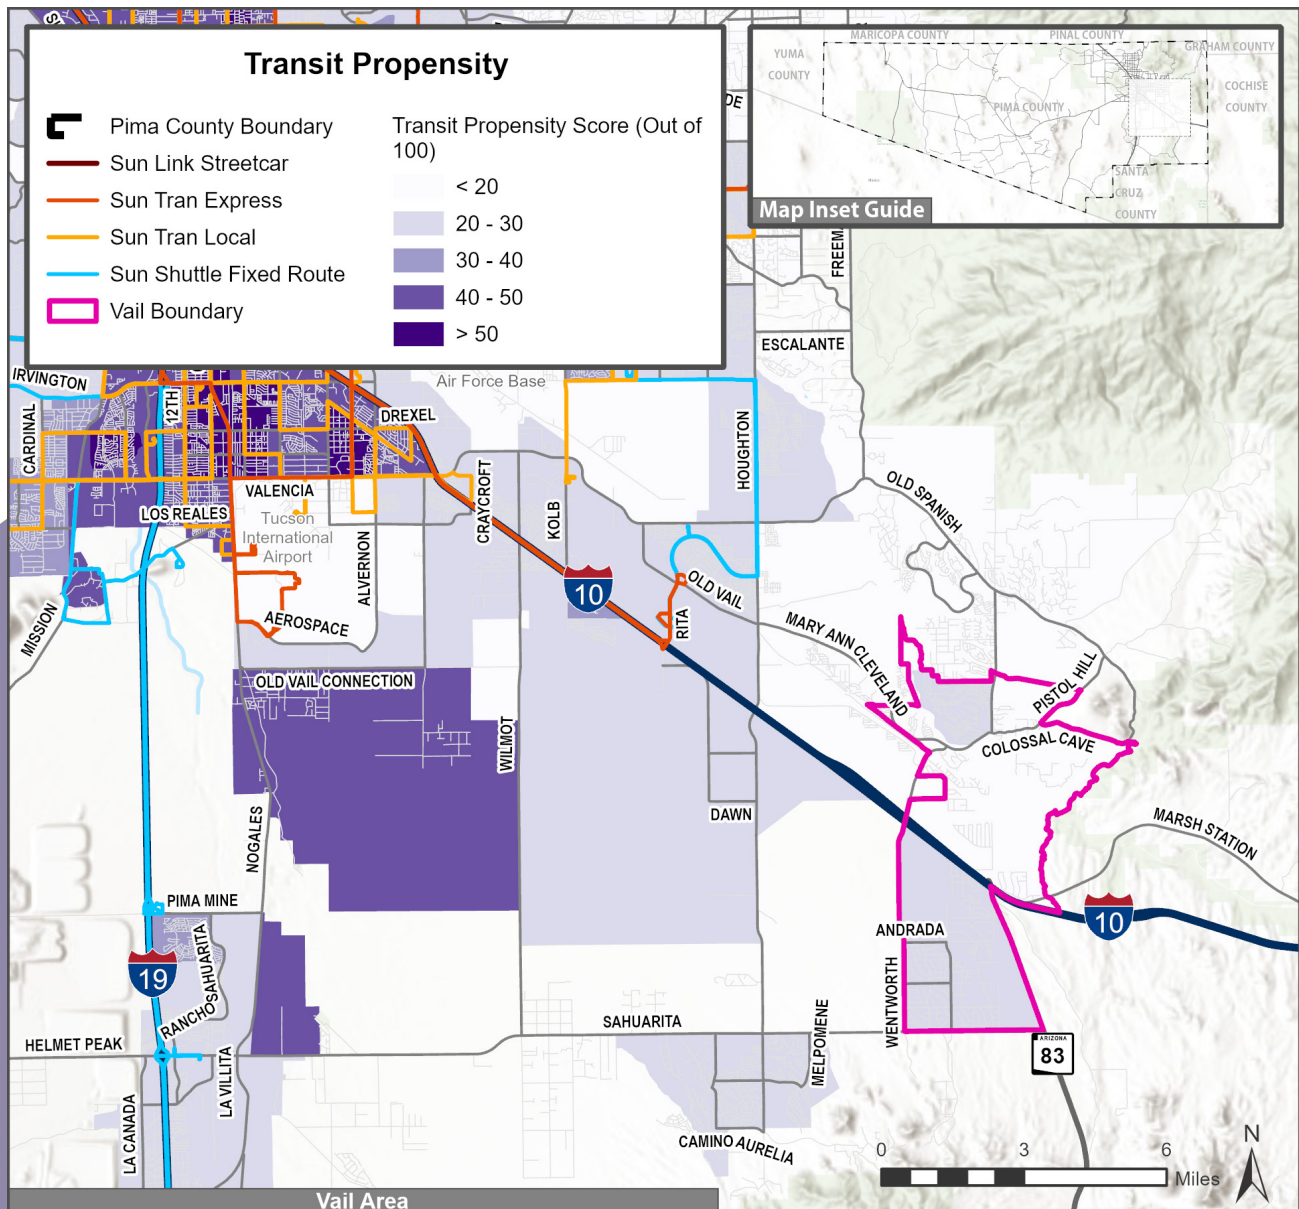 Transit Propensity
Pima County Boundary
Sun Link Streetcar
Sun Tran Express
Sun Tran Local
Sun Shuttle Fixed Route
Vail Boundary
Transit Propensity Score (Out of
100)
< 20
20 - 30
30 - 40
40 - 50
> 50
MARICOPA COUNTY
PINAL COUNTY
GRAHAM COUNTY
YUMA
COUNTY
COCHISE
COUNTY
PIMA COUNTY
SANTA
CRUZ
COUNTY
Map Inset Guide
DE
FREEM
ESCALANTE
IRVINGTON
Air Force Base
12TH
CARDINAL
DREXEL
HOUGHTON
VALENCIA
CRAYCROFT
KOLB
OLD SPANISH
LOS REALES
Tucson
International
Airport
ALVERNON
10
OLD VAIL
RITA
MISSION
AEROSPACE
MARY ANN CLEVELAND
OLD VAIL CONNECTION
PISTOL HILL
WILMOT
COLOSSAL CAVE
DAWN
NOGALES
MARSH STATION
PIMA MINE
10
19
RANCHO SAHUARITA
ANDRADA
WENTWORTH
SAHUARITA
HELMET PEAK
MELPOMENE
ARIZONA
83
LA VILLITA
LA CANADA
CAMINO AURELIA
0
3
6
Miles
N
Vail Area